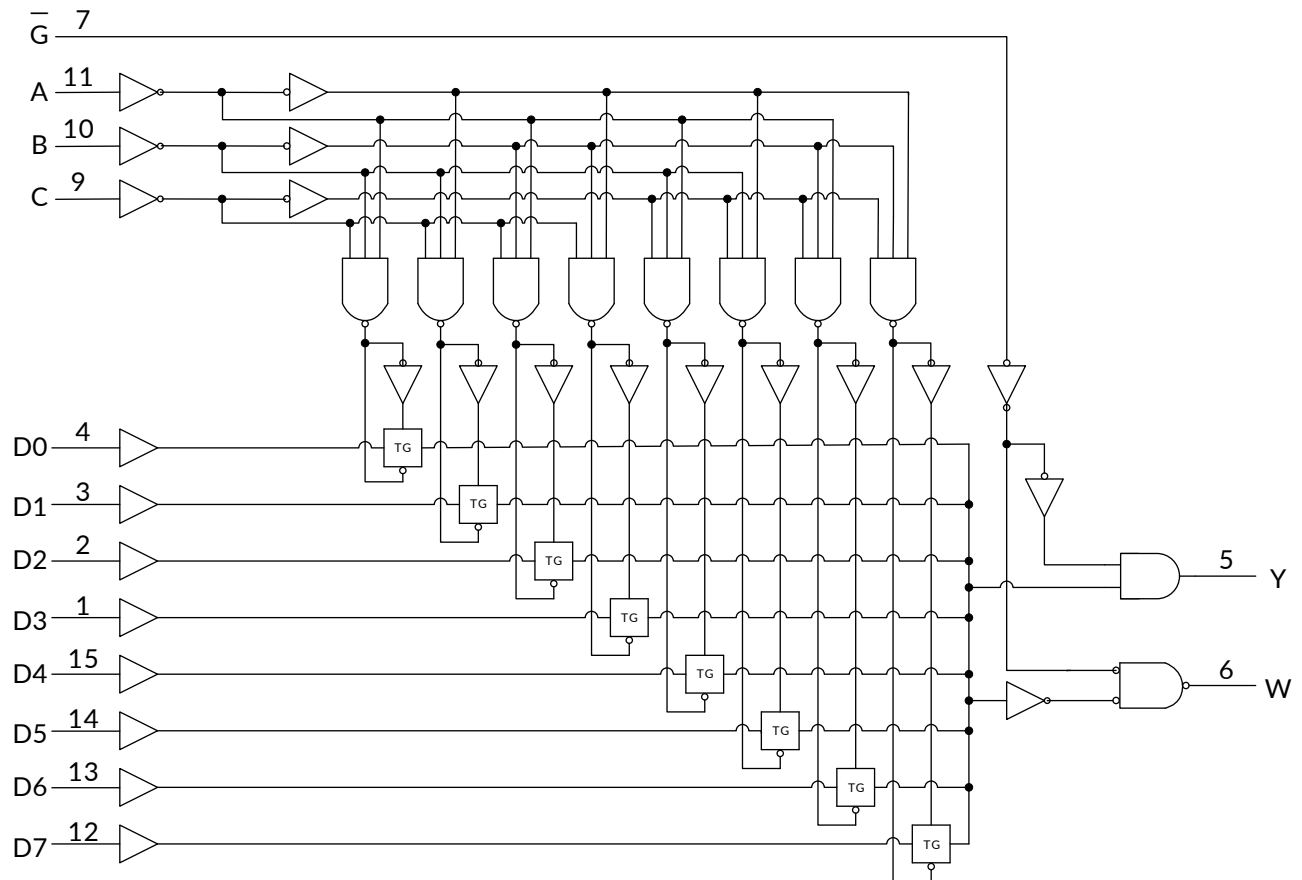 G̅ 7
A 11
B 10
C 9
D0 4
TG
D1 3
TG
D2 2
TG
5 Y
D3 1
TG
D4 15
TG
6 W
D5 14
TG
D6 13
TG
D7 12
TG